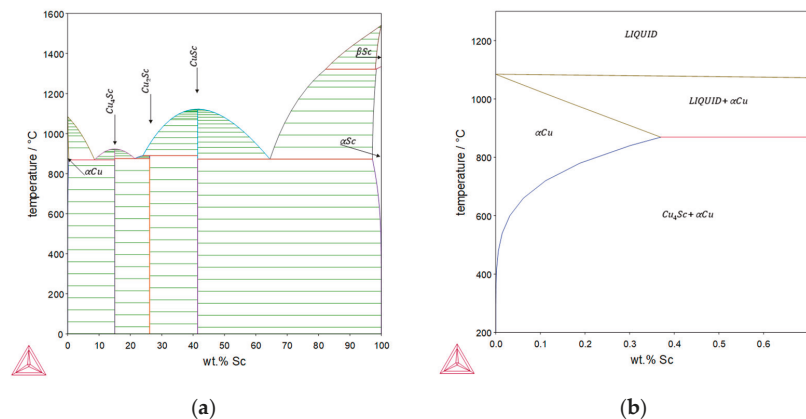 1600
1400
1200
1000
800
600
400
200
0
temperature / °C
0 10 20 30 40 50 60 70 80 90 100
wt.% Sc
Cu₄Sc
Cu₂Sc
CuSc
βSc
αSc
αCu
(a)
1200
1000
800
600
400
200
temperature / °C
0.0 0.1 0.2 0.3 0.4 0.5 0.6
wt.% Sc
LIQUID
LIQUID + αCu
αCu
Cu₄Sc + αCu
(b)